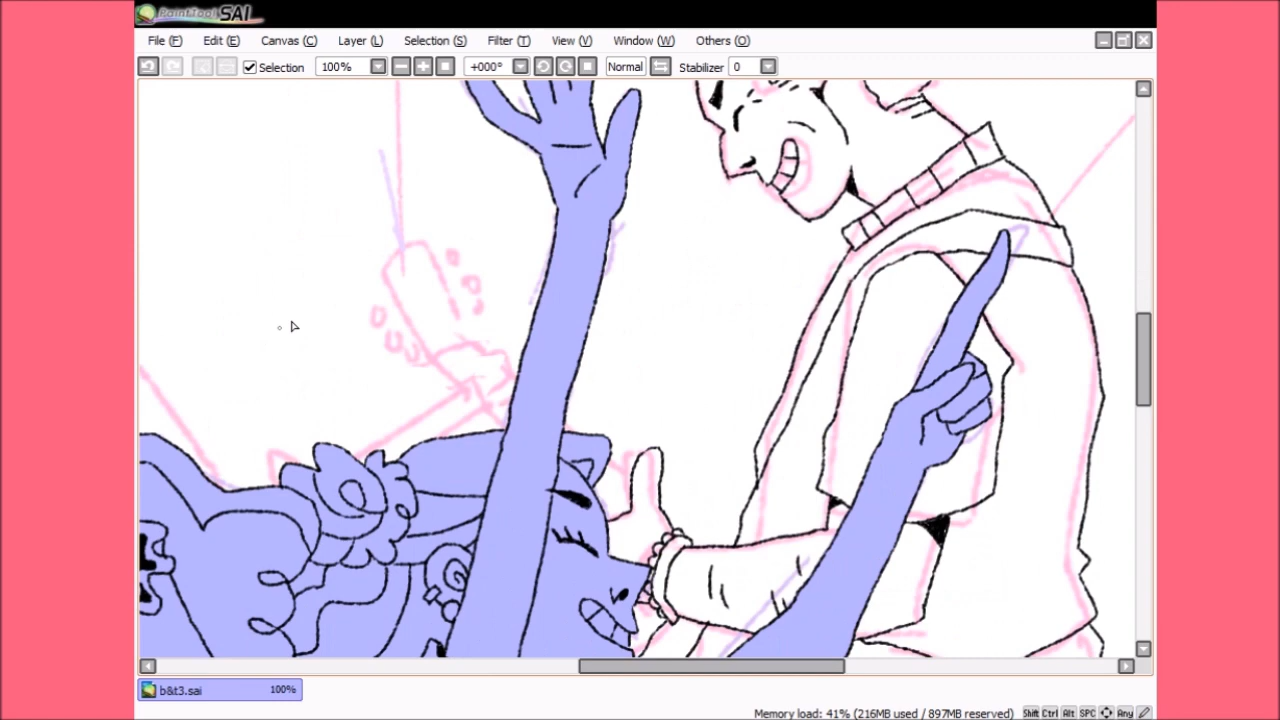 PaintTool SAI
File (F) Edit (E) Canvas (C) Layer (L) Selection (S) Filter (T) View (V) Window (W) Others (O)
Selection 100% +000° Normal Stabilizer 0
b&t3.sai 100%
Memory load: 41% (216MB used / 897MB reserved) Shift Ctrl Alt SPC Any